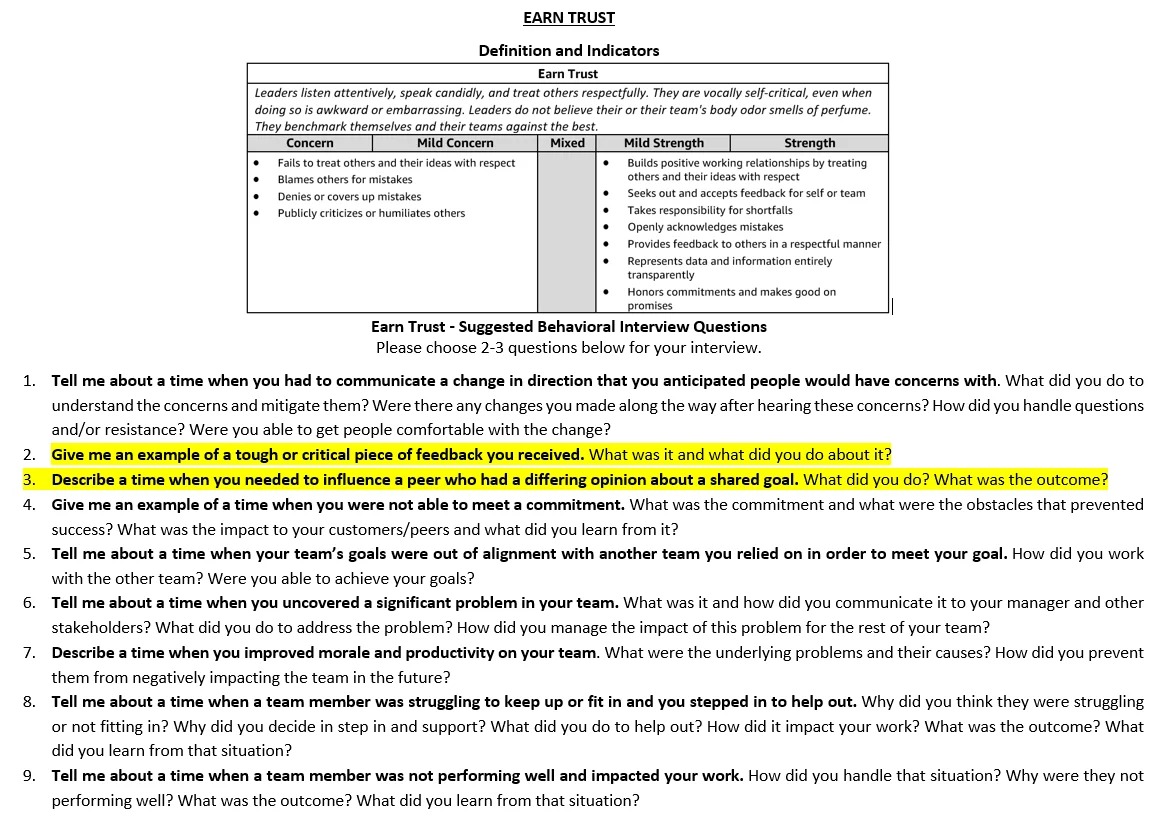 EARN TRUST
Definition and Indicators
Earn Trust
Leaders listen attentively, speak candidly, and treat others respectfully. They are vocally self-critical, even when
doing so is awkward or embarrassing. Leaders do not believe their or their team's body odor smells of perfume.
They benchmark themselves and their teams against the best.
Concern Mild Concern Mixed Mild Strength Strength
• Fails to treat others and their ideas with respect
• Blames others for mistakes
• Denies or covers up mistakes
• Publicly criticizes or humiliates others
• Builds positive working relationships by treating
others and their ideas with respect
• Seeks out and accepts feedback for self or team
• Takes responsibility for shortfalls
• Openly acknowledges mistakes
• Provides feedback to others in a respectful manner
• Represents data and information entirely
transparently
• Honors commitments and makes good on
promises
Earn Trust - Suggested Behavioral Interview Questions
Please choose 2-3 questions below for your interview.
1. Tell me about a time when you had to communicate a change in direction that you anticipated people would have concerns with. What did you do to
understand the concerns and mitigate them? Were there any changes you made along the way after hearing these concerns? How did you handle questions
and/or resistance? Were you able to get people comfortable with the change?
2. Give me an example of a tough or critical piece of feedback you received. What was it and what did you do about it?
3. Describe a time when you needed to influence a peer who had a differing opinion about a shared goal. What did you do? What was the outcome?
4. Give me an example of a time when you were not able to meet a commitment. What was the commitment and what were the obstacles that prevented
success? What was the impact to your customers/peers and what did you learn from it?
5. Tell me about a time when your team’s goals were out of alignment with another team you relied on in order to meet your goal. How did you work
with the other team? Were you able to achieve your goals?
6. Tell me about a time when you uncovered a significant problem in your team. What was it and how did you communicate it to your manager and other
stakeholders? What did you do to address the problem? How did you manage the impact of this problem for the rest of your team?
7. Describe a time when you improved morale and productivity on your team. What were the underlying problems and their causes? How did you prevent
them from negatively impacting the team in the future?
8. Tell me about a time when a team member was struggling to keep up or fit in and you stepped in to help out. Why did you think they were struggling
or not fitting in? Why did you decide in step in and support? What did you do to help out? How did it impact your work? What was the outcome? What
did you learn from that situation?
9. Tell me about a time when a team member was not performing well and impacted your work. How did you handle that situation? Why were they not
performing well? What was the outcome? What did you learn from that situation?